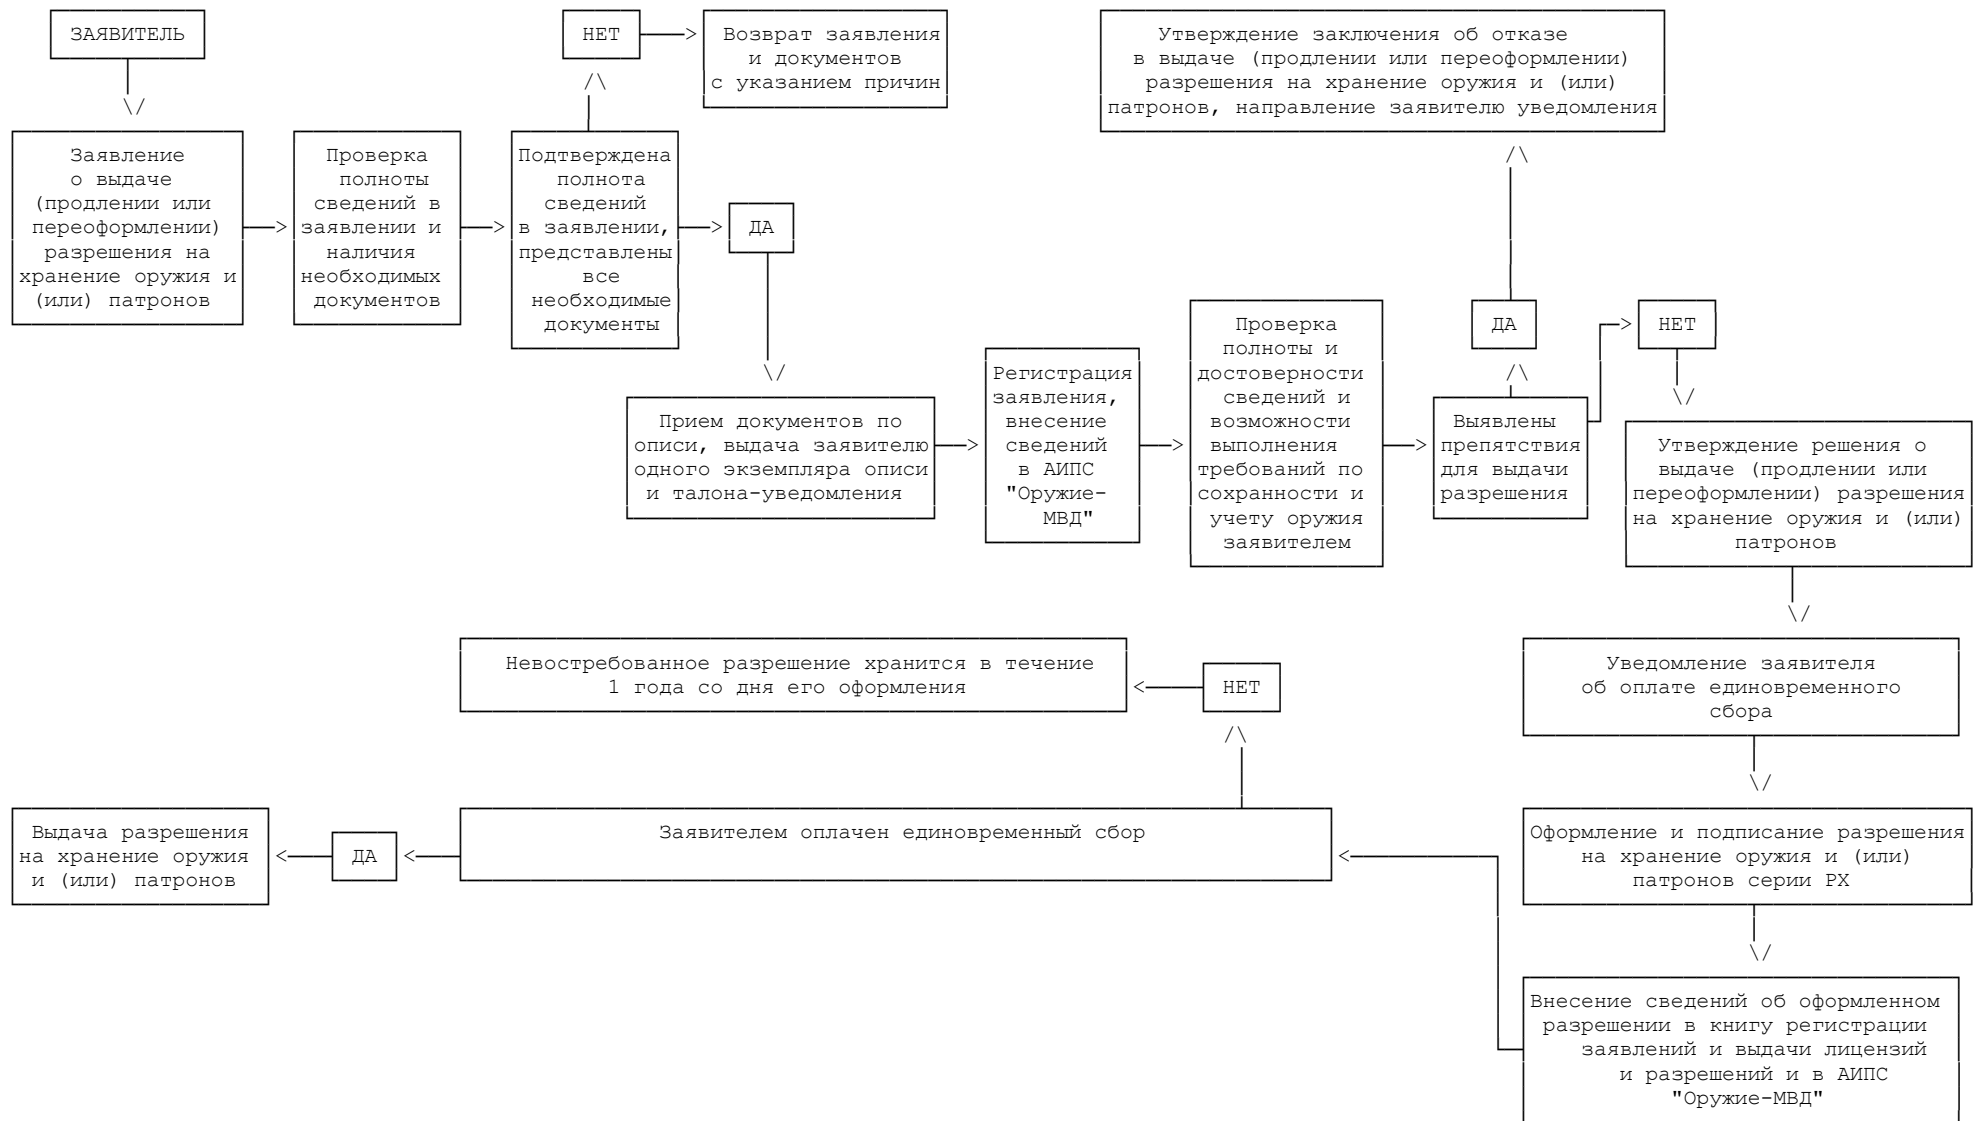 ЗАЯВИТЕЛЬ
НЕТ
Возврат заявления
и документов
с указанием причин
Утверждение заключения об отказе
в выдаче (продлении или переоформлении)
разрешения на хранение оружия и (или)
патронов, направление заявителю уведомления
Заявление
о выдаче
(продлении или
переоформлении)
разрешения на
хранение оружия и
(или) патронов
Проверка
полноты
сведений в
заявлении и
наличия
необходимых
документов
Подтверждена
полнота
сведений
в заявлении,
представлены
все
необходимые
документы
ДА
Прием документов по
описи, выдача заявителю
одного экземпляра описи
и талона-уведомления
Регистрация
заявления,
внесение
сведений
в АИПС
"Оружие-
МВД"
Проверка
полноты и
достоверности
сведений и
возможности
выполнения
требований по
сохранности и
учету оружия
заявителем
ДА
Выявлены
препятствия
для выдачи
разрешения
НЕТ
Утверждение решения о
выдаче (продлении или
переоформлении) разрешения
на хранение оружия и (или)
патронов
Уведомление заявителя
об оплате единовременного
сбора
Невостребованное разрешение хранится в течение
1 года со дня его оформления
НЕТ
Выдача разрешения
на хранение оружия
и (или) патронов
ДА
Заявителем оплачен единовременный сбор
Оформление и подписание разрешения
на хранение оружия и (или)
патронов серии РХ
Внесение сведений об оформленном
разрешении в книгу регистрации
заявлений и выдачи лицензий
и разрешений и в АИПС
"Оружие-МВД"